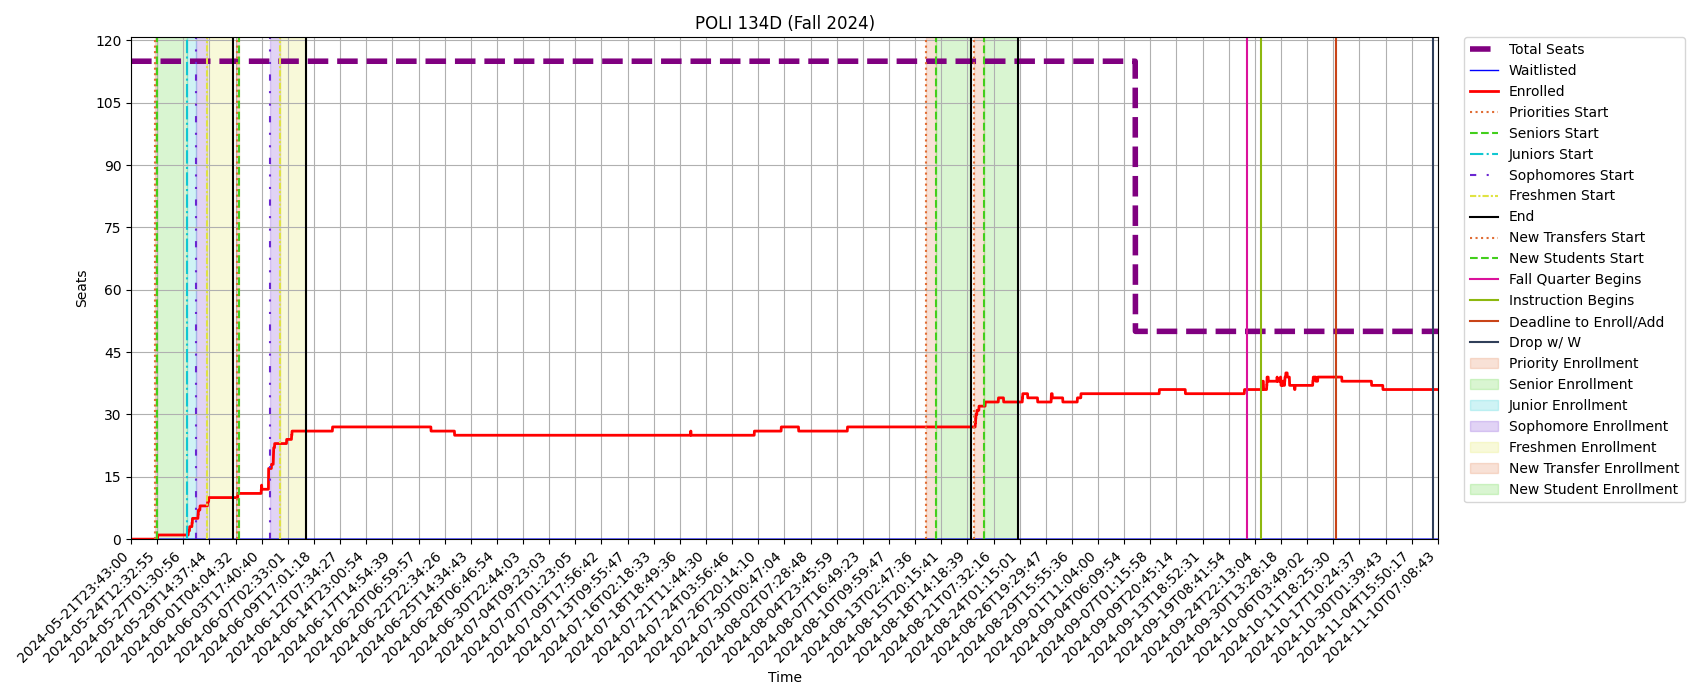 POLI 134D (Fall 2024)
Seats
120
105
90
75
60
45
30
15
0
2024-05-21T23:43:00
2024-05-24T12:32:55
2024-05-27T01:30:56
2024-05-29T14:37:44
2024-06-01T04:04:32
2024-06-03T17:40:40
2024-06-07T02:33:01
2024-06-09T17:01:18
2024-06-12T07:34:27
2024-06-14T23:00:54
2024-06-17T14:54:39
2024-06-20T06:59:57
2024-06-22T22:34:26
2024-06-25T14:34:43
2024-06-28T06:46:54
2024-06-30T22:44:03
2024-07-04T09:23:03
2024-07-07T01:23:05
2024-07-09T17:56:42
2024-07-13T09:55:47
2024-07-16T02:18:33
2024-07-18T18:49:36
2024-07-21T11:44:30
2024-07-24T03:56:46
2024-07-26T20:14:10
2024-07-30T00:47:04
2024-08-02T07:28:48
2024-08-04T23:45:59
2024-08-07T16:49:23
2024-08-10T09:59:47
2024-08-13T02:47:36
2024-08-15T20:15:41
2024-08-18T14:18:39
2024-08-21T07:32:16
2024-08-24T01:15:01
2024-08-26T19:29:47
2024-08-29T15:55:36
2024-09-01T11:04:00
2024-09-04T06:09:54
2024-09-07T01:15:58
2024-09-09T20:45:14
2024-09-13T18:52:31
2024-09-19T08:41:54
2024-09-24T22:13:04
2024-09-30T13:28:18
2024-10-06T03:49:02
2024-10-11T18:25:30
2024-10-17T10:24:37
2024-10-30T01:39:43
2024-11-04T15:50:17
2024-11-10T07:08:43
Time
Total Seats
Waitlisted
Enrolled
Priorities Start
Seniors Start
Juniors Start
Sophomores Start
Freshmen Start
End
New Transfers Start
New Students Start
Fall Quarter Begins
Instruction Begins
Deadline to Enroll/Add
Drop w/ W
Priority Enrollment
Senior Enrollment
Junior Enrollment
Sophomore Enrollment
Freshmen Enrollment
New Transfer Enrollment
New Student Enrollment